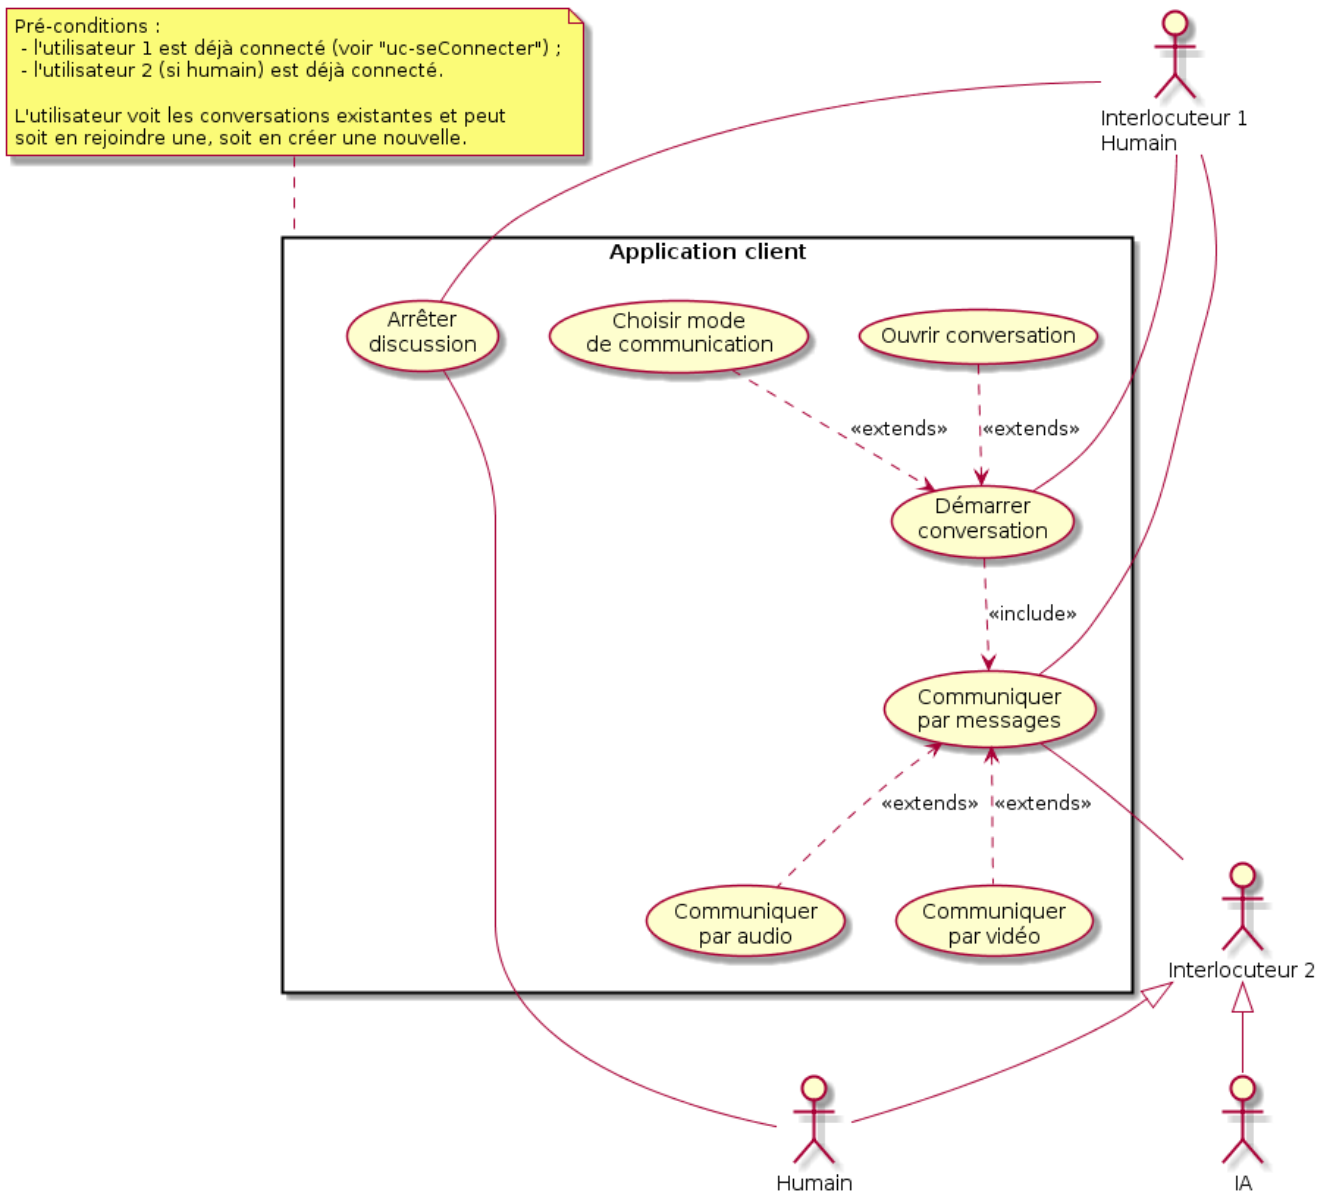 Pré-conditions :
- l'utilisateur 1 est déjà connecté (voir "uc-seConnecter") ;
- l'utilisateur 2 (si humain) est déjà connecté.
L'utilisateur voit les conversations existantes et peut
soit en rejoindre une, soit en créer une nouvelle.
Interlocuteur 1
Humain
Application client
Arrêter
discussion
Choisir mode
de communication
Ouvrir conversation
«extends»
«extends»
Démarrer
conversation
«include»
Communiquer
par messages
«extends»
«extends»
Communiquer
par audio
Communiquer
par vidéo
Interlocuteur 2
Humain
IA